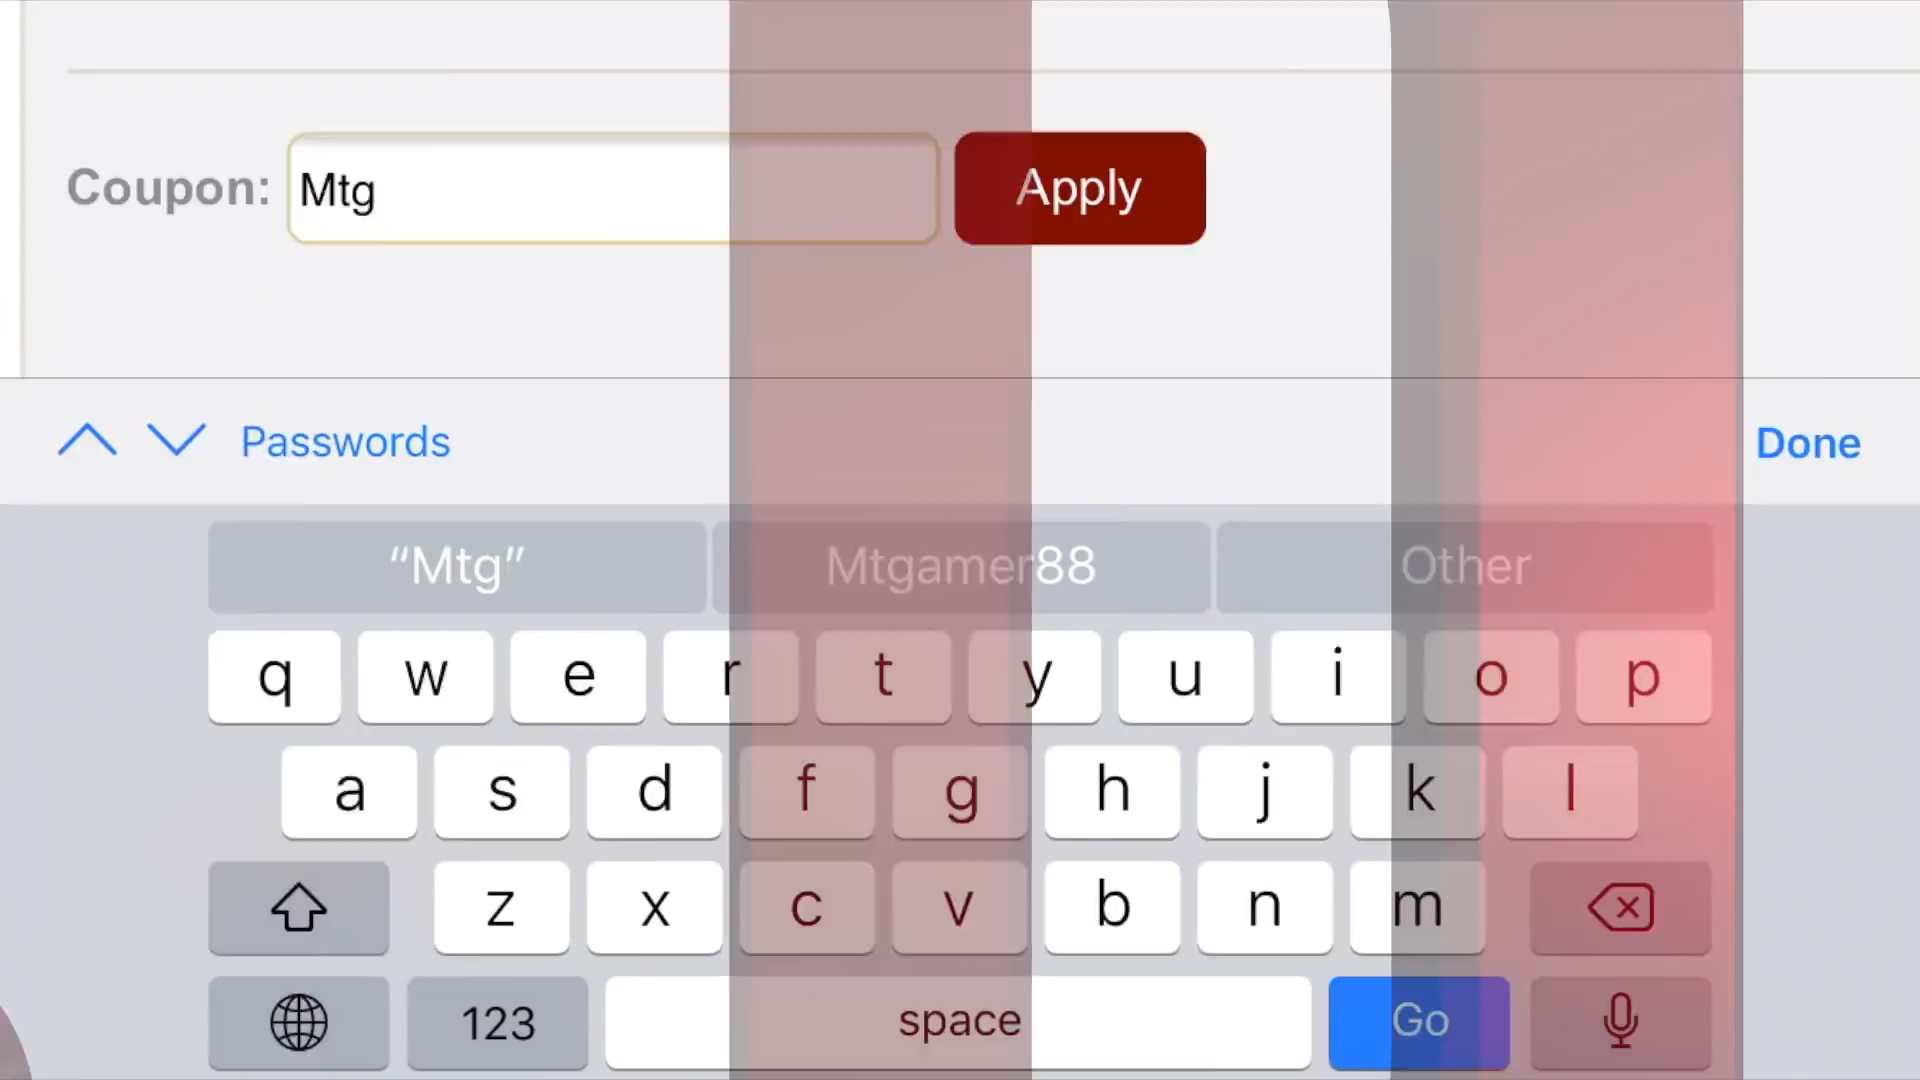 Coupon: Mtg Apply
Passwords Done
“Mtg” Mtgamer88 Other
q w e r t y u i o p
a s d f g h j k l
z x c v b n m
123 space Go